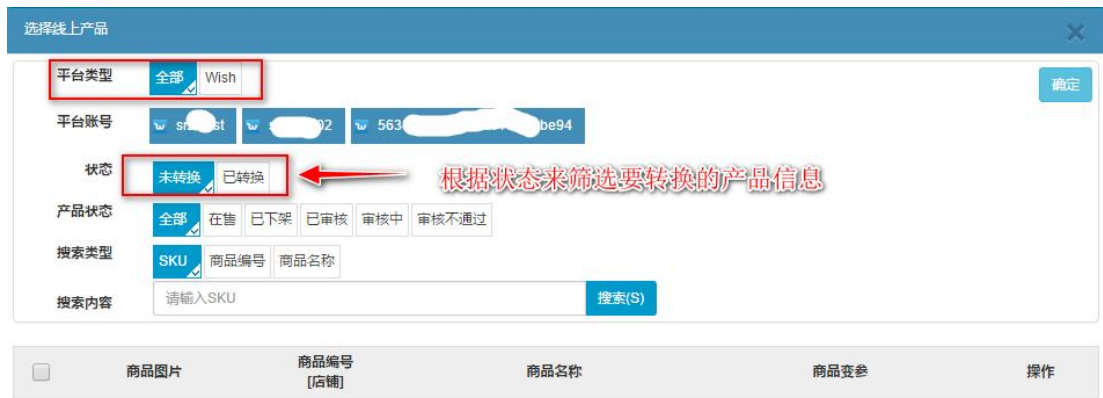 选择线上产品
平台类型 全部 Wish 确定
平台账号 563 be94
状态 未转换 已转换 根据状态来筛选要转换的产品信息
产品状态 全部 在售 已下架 已审核 审核中 审核不通过
搜索类型 SKU 商品编号 商品名称
搜索内容 请输入SKU 搜索(S)
商品图片 商品编号 商品名称 商品变参 操作
[店铺]